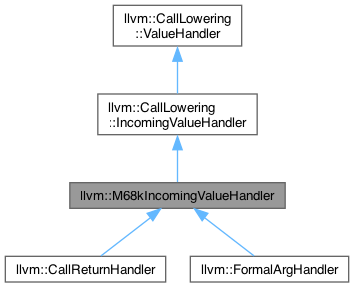 llvm::CallLowering
::ValueHandler
llvm::CallLowering
::IncomingValueHandler
llvm::M68kIncomingValueHandler
llvm::CallReturnHandler
llvm::FormalArgHandler